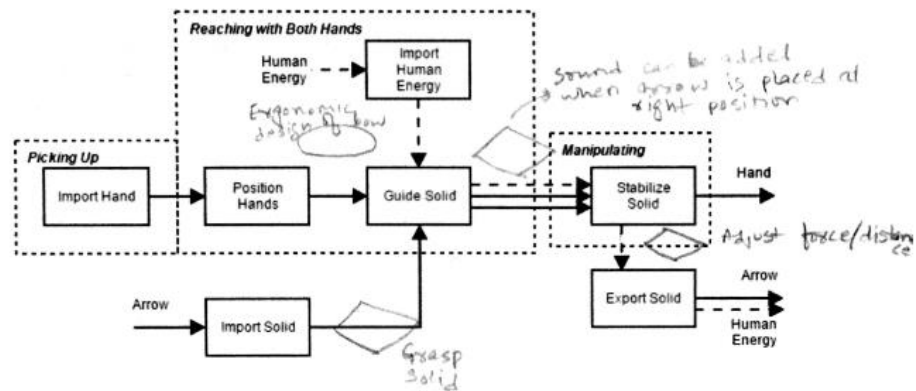 Reaching with Both Hands
Human
Energy
Import
Human
Energy
sound can be added
when arrow is placed at
right position
Ergonomic
design of bow
Picking Up
Manipulating
Import Hand
Position
Hands
Guide Solid
Stabilize
Solid
Hand
Adjust force/distan
ce
Arrow
Import Solid
Export Solid
Arrow
Human
Energy
Grasp
Solid